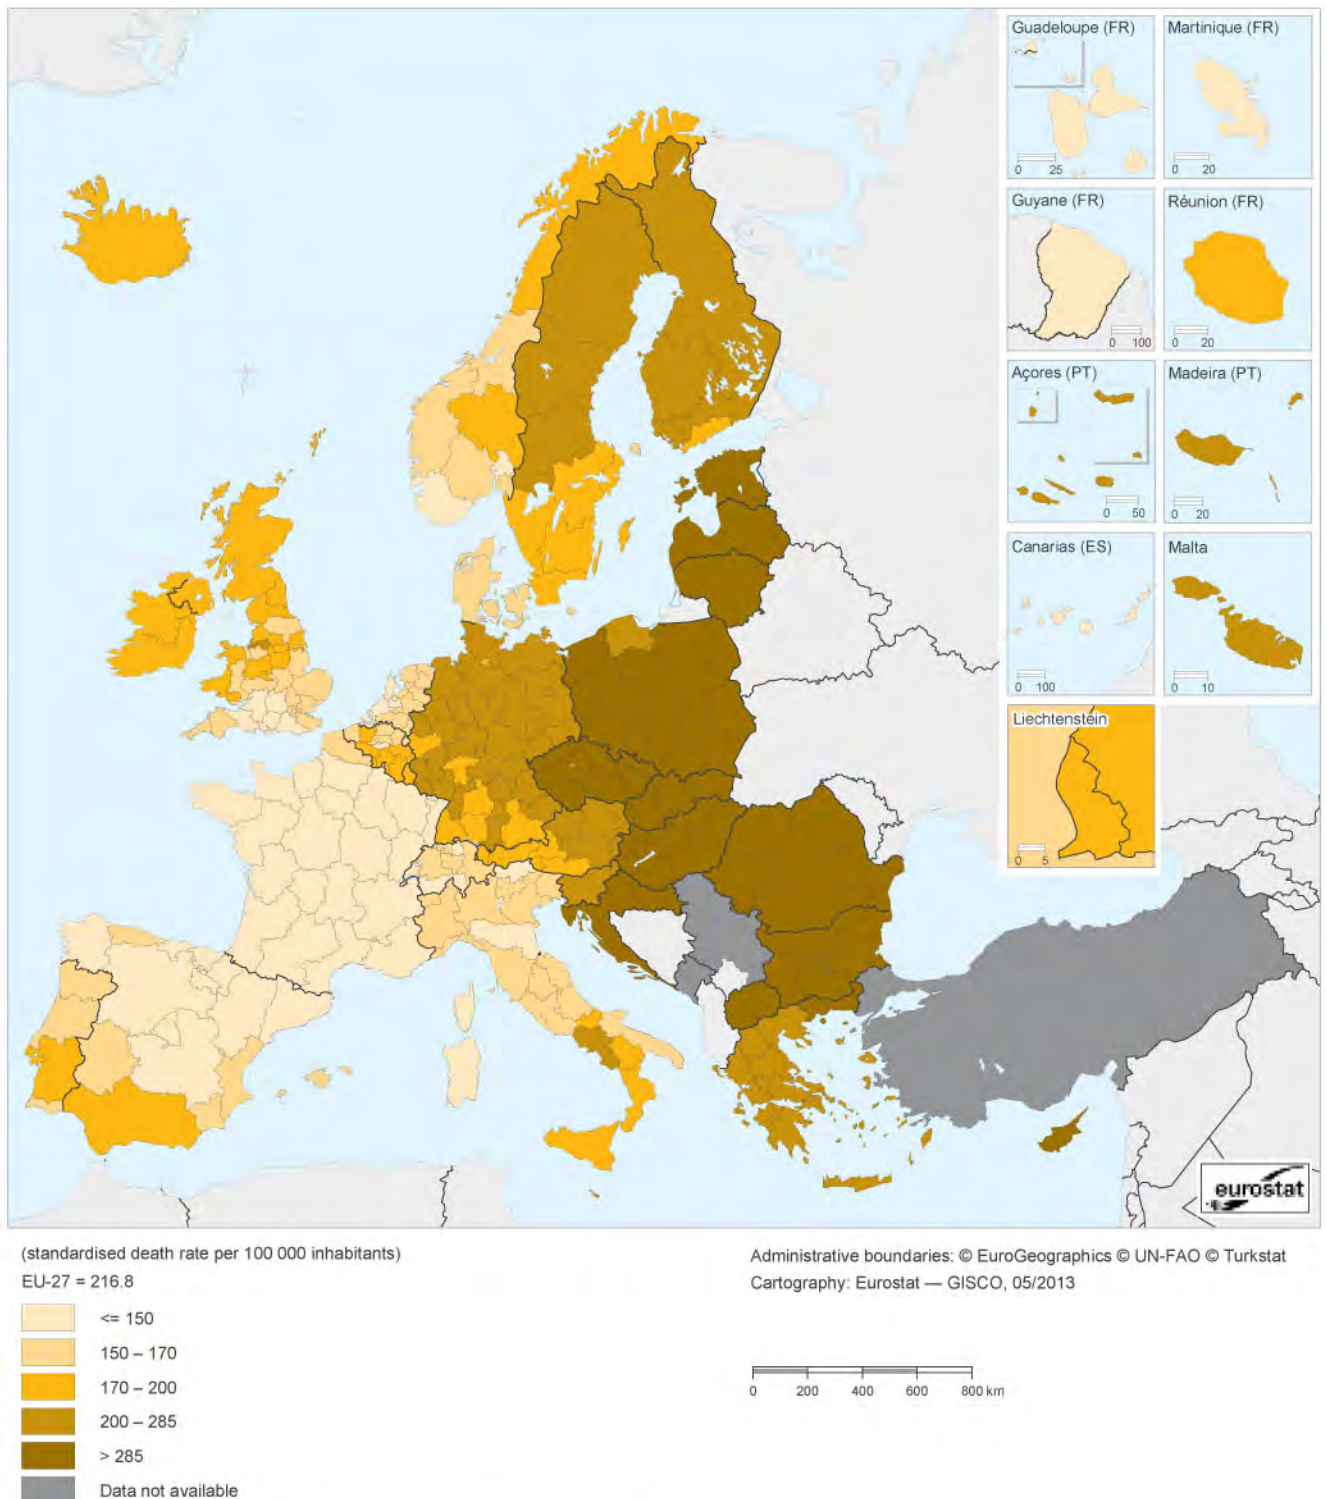 Guadeloupe (FR)
0 25
Martinique (FR)
0 20
Guyane (FR)
0 100
Réunion (FR)
0 20
Açores (PT)
0 50
Madeira (PT)
0 20
Canarias (ES)
0 100
Malta
0 10
Liechtenstein
0 5
eurostat
(standardised death rate per 100 000 inhabitants)
EU-27 = 216.8
<= 150
150 – 170
170 – 200
200 – 285
> 285
Data not available
Administrative boundaries: © EuroGeographics © UN-FAO © Turkstat
Cartography: Eurostat — GISCO, 05/2013
0 200 400 600 800 km